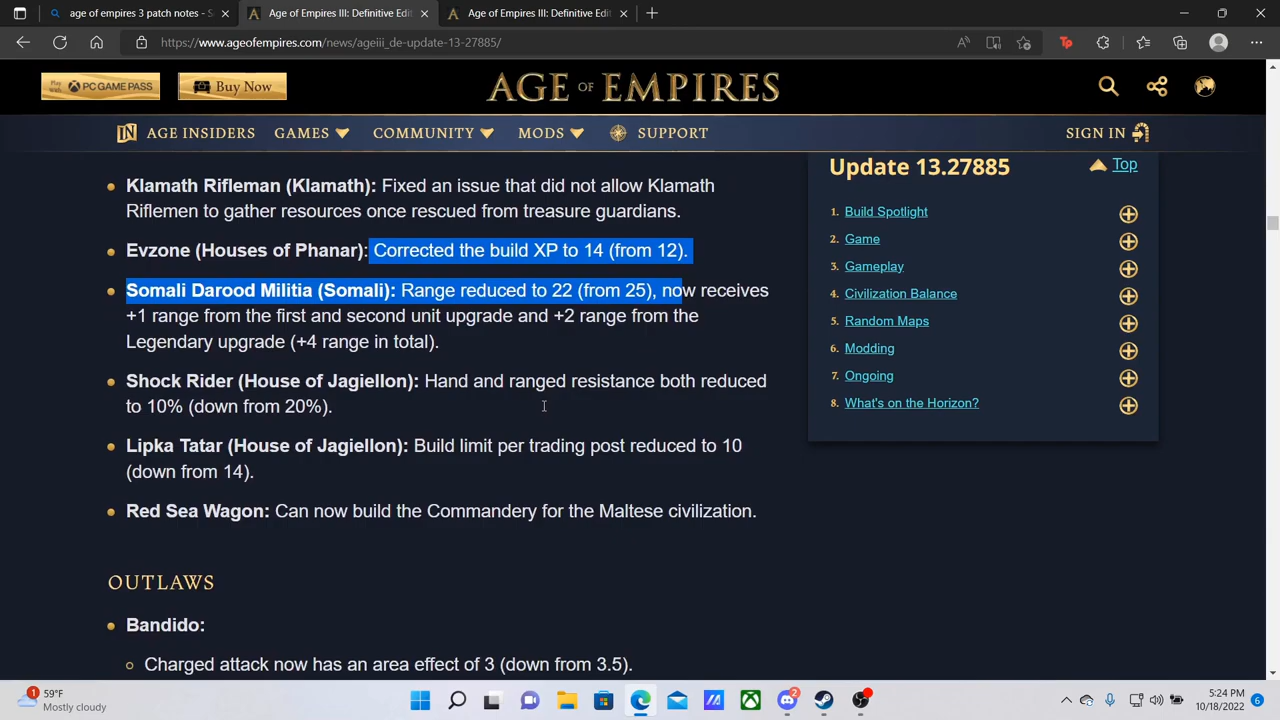 age of empires 3 patch notes - S
Age of Empires III: Definitive Edit
Age of Empires III: Definitive Edit
https://www.ageofempires.com/news/ageiii_de-update-13-27885/
PC GAME PASS
Buy Now
AGE OF EMPIRES
AGE INSIDERS GAMES COMMUNITY MODS SUPPORT SIGN IN
Update 13.27885 Top
1. Build Spotlight
2. Game
3. Gameplay
4. Civilization Balance
5. Random Maps
6. Modding
7. Ongoing
8. What's on the Horizon?
Klamath Rifleman (Klamath): Fixed an issue that did not allow Klamath
Riflemen to gather resources once rescued from treasure guardians.
Evzone (Houses of Phanar): Corrected the build XP to 14 (from 12).
Somali Darood Militia (Somali): Range reduced to 22 (from 25), now receives
+1 range from the first and second unit upgrade and +2 range from the
Legendary upgrade (+4 range in total).
Shock Rider (House of Jagiellon): Hand and ranged resistance both reduced
to 10% (down from 20%).
Lipka Tatar (House of Jagiellon): Build limit per trading post reduced to 10
(down from 14).
Red Sea Wagon: Can now build the Commandery for the Maltese civilization.
OUTLAWS
Bandido:
Charged attack now has an area effect of 3 (down from 3.5).
1
59°F
Mostly cloudy
2
5:24 PM
10/18/2022
6